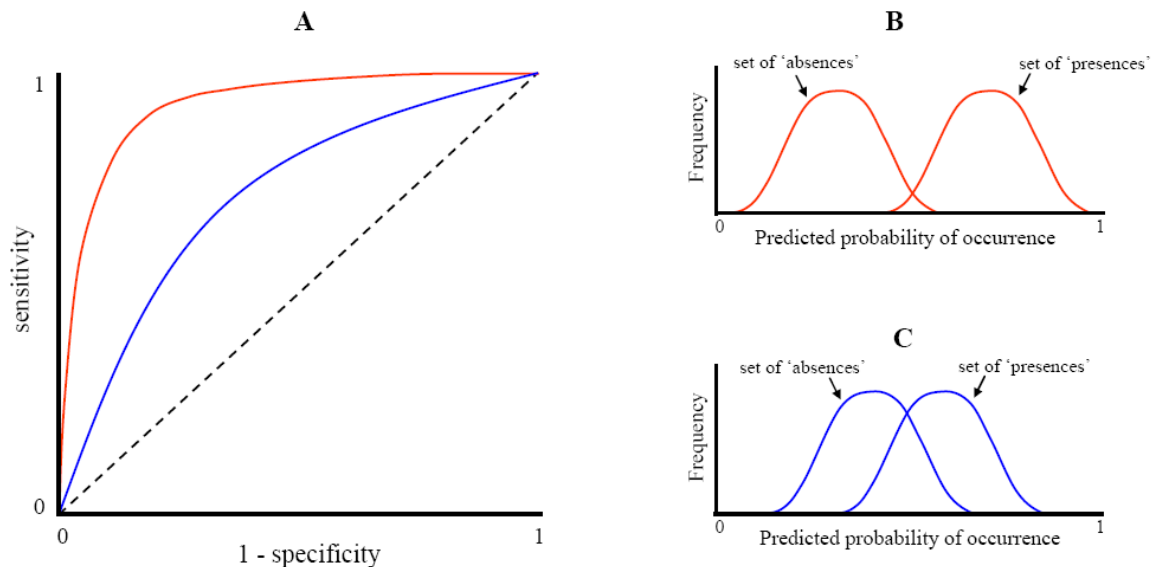 A
1
sensitivity
0
0
1 - specificity
1
B
set of ‘absences’
set of ‘presences’
Frequency
0
Predicted probability of occurrence
1
C
set of ‘absences’
set of ‘presences’
Frequency
0
Predicted probability of occurrence
1